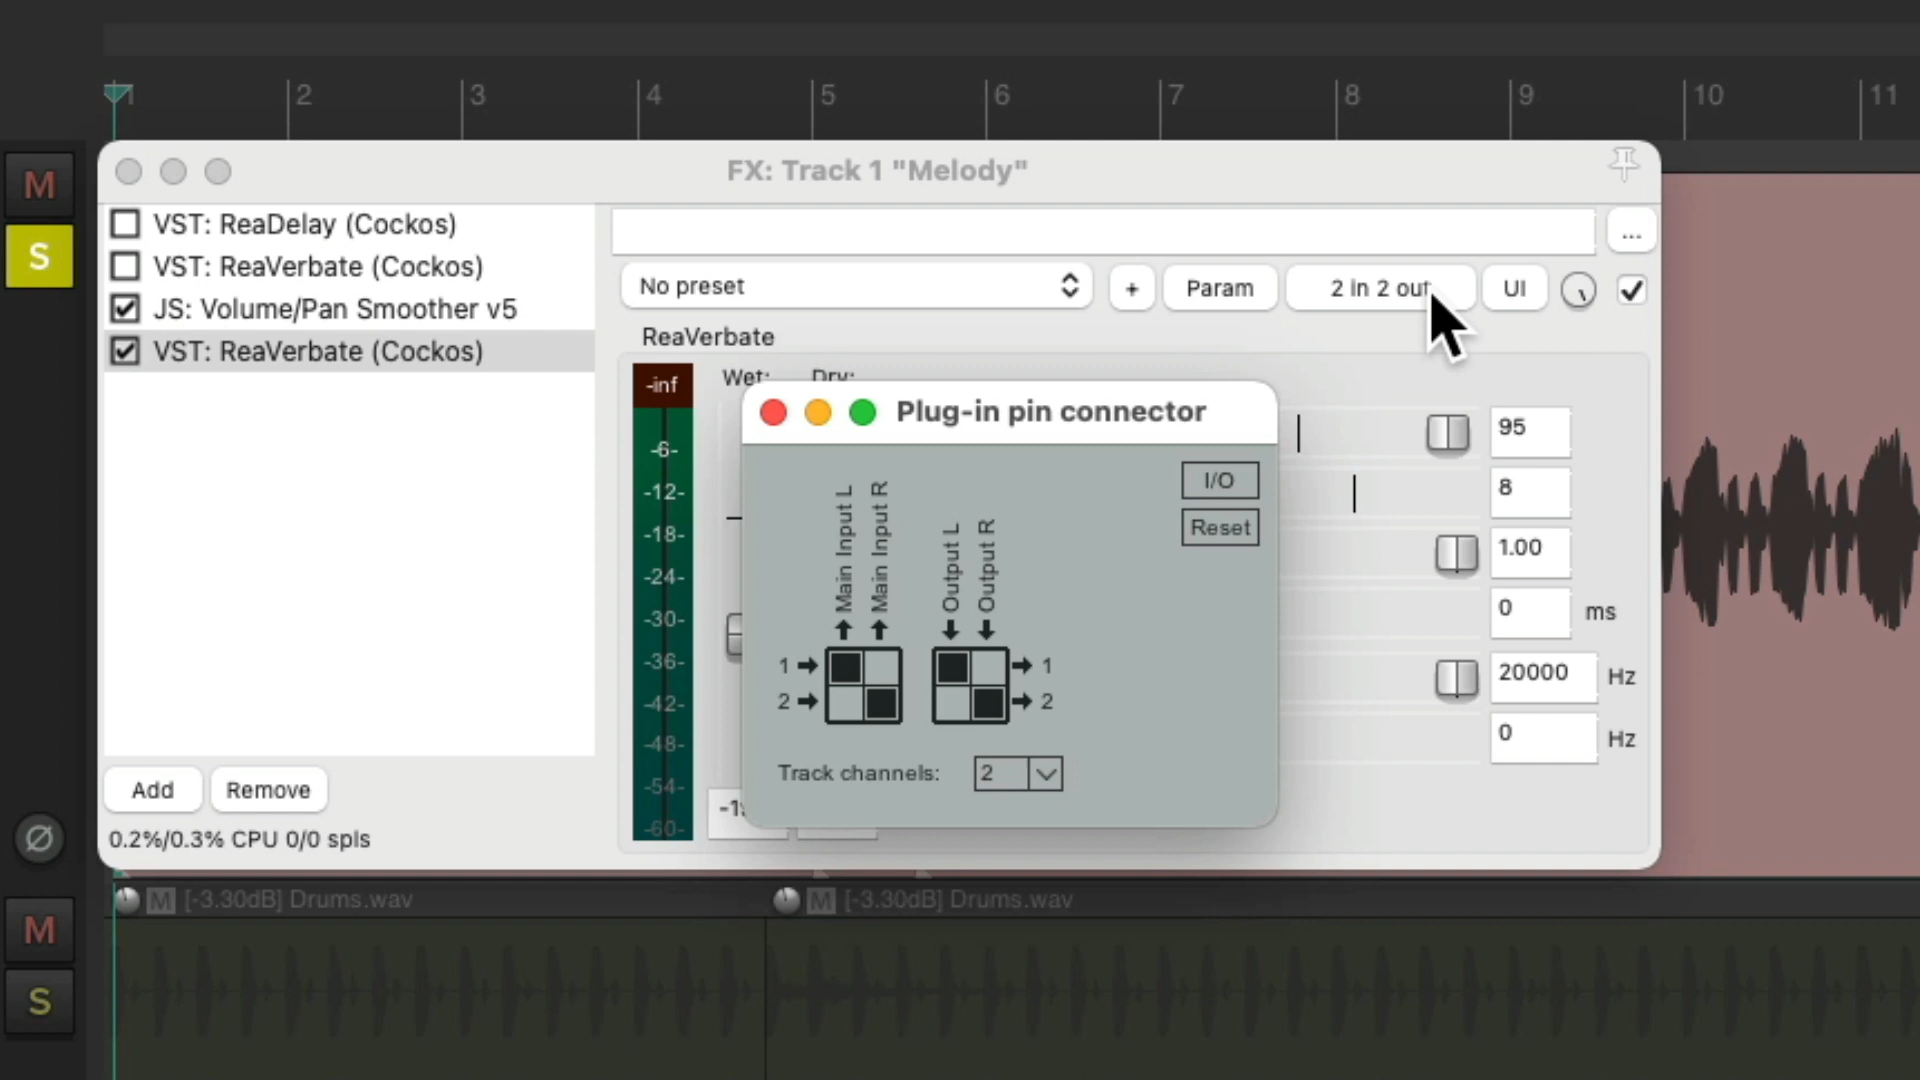 1 2 3 4 5 6 7 8 9 10 11
M
S
FX: Track 1 "Melody"
VST: ReaDelay (Cockos)
VST: ReaVerbate (Cockos)
JS: Volume/Pan Smoother v5
VST: ReaVerbate (Cockos)
Add Remove
0.2%/0.3% CPU 0/0 spls
...
No preset + Param 2 in 2 out UI
ReaVerbate
Wet: Dry:
-inf
-6-
-12-
-18-
-24-
-30-
-36-
-42-
-48-
-54-
-60-
95
8
1.00
0 ms
20000 Hz
0 Hz
Plug-in pin connector
I/O
Reset
Main Input L
Main Input R
Output L
Output R
1 1
2 2
Track channels: 2
Ø
M [-3.30dB] Drums.wav M [-3.30dB] Drums.wav
M
S